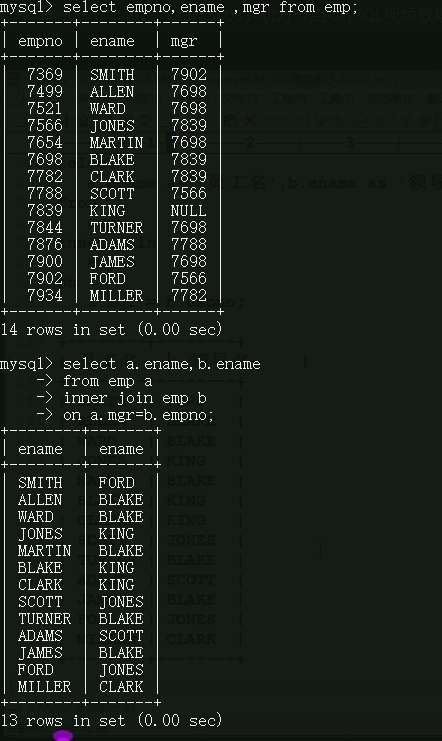 mysql> select empno,ename ,mgr from emp;
+-------+--------+------+
| empno | ename  | mgr  |
+-------+--------+------+
|  7369 | SMITH  | 7902 |
|  7499 | ALLEN  | 7698 |
|  7521 | WARD   | 7698 |
|  7566 | JONES  | 7839 |
|  7654 | MARTIN | 7698 |
|  7698 | BLAKE  | 7839 |
|  7782 | CLARK  | 7839 |
|  7788 | SCOTT  | 7566 |
|  7839 | KING   | NULL |
|  7844 | TURNER | 7698 |
|  7876 | ADAMS  | 7788 |
|  7900 | JAMES  | 7698 |
|  7902 | FORD   | 7566 |
|  7934 | MILLER | 7782 |
+-------+--------+------+
14 rows in set (0.00 sec)
mysql> select a.ename,b.ename
    -> from emp a
    -> inner join emp b
    -> on a.mgr=b.empno;
+--------+-------+
| ename  | ename |
+--------+-------+
| SMITH  | FORD  |
| ALLEN  | BLAKE |
| WARD   | BLAKE |
| JONES  | KING  |
| MARTIN | BLAKE |
| BLAKE  | KING  |
| CLARK  | KING  |
| SCOTT  | JONES |
| TURNER | BLAKE |
| ADAMS  | SCOTT |
| JAMES  | BLAKE |
| FORD   | JONES |
| MILLER | CLARK |
+--------+-------+
13 rows in set (0.00 sec)